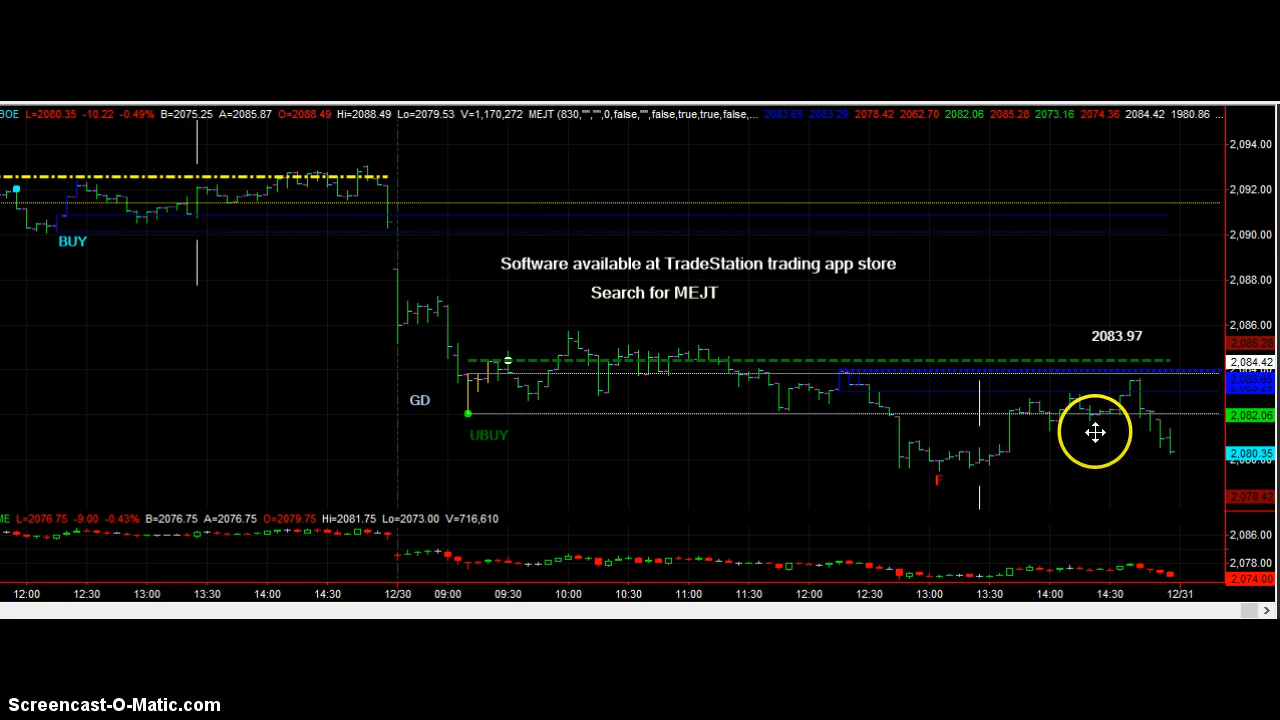 BOE L=2080.35 -10.22 -0.49% B=2075.25 A=2085.87 O=2088.49 Hi=2088.49 Lo=2079.53 V=1,170,272 MEJT (830,"","",0,false,"",false,true,true,false,... 2083.65 2083.29 2078.42 2062.70 2082.06 2085.28 2073.16 2074.36 2084.42 1980.86 ...
2,094.00
2,092.00
2,090.00
BUY
Software available at TradeStation trading app store
2,088.00
Search for MEJT
2,086.00
2083.97
2,085.28
2,084.42
2,083.65
2,083.29
GD
2,082.06
UBUY
2,080.35
F
2,078.42
ME L=2076.75 -9.00 -0.43% B=2076.75 A=2076.75 O=2079.75 Hi=2081.75 Lo=2073.00 V=716,610
2,086.00
2,078.00
2,074.00
12:00 12:30 13:00 13:30 14:00 14:30 12/30 09:00 09:30 10:00 10:30 11:00 11:30 12:00 12:30 13:00 13:30 14:00 14:30 12/31
Screencast-O-Matic.com